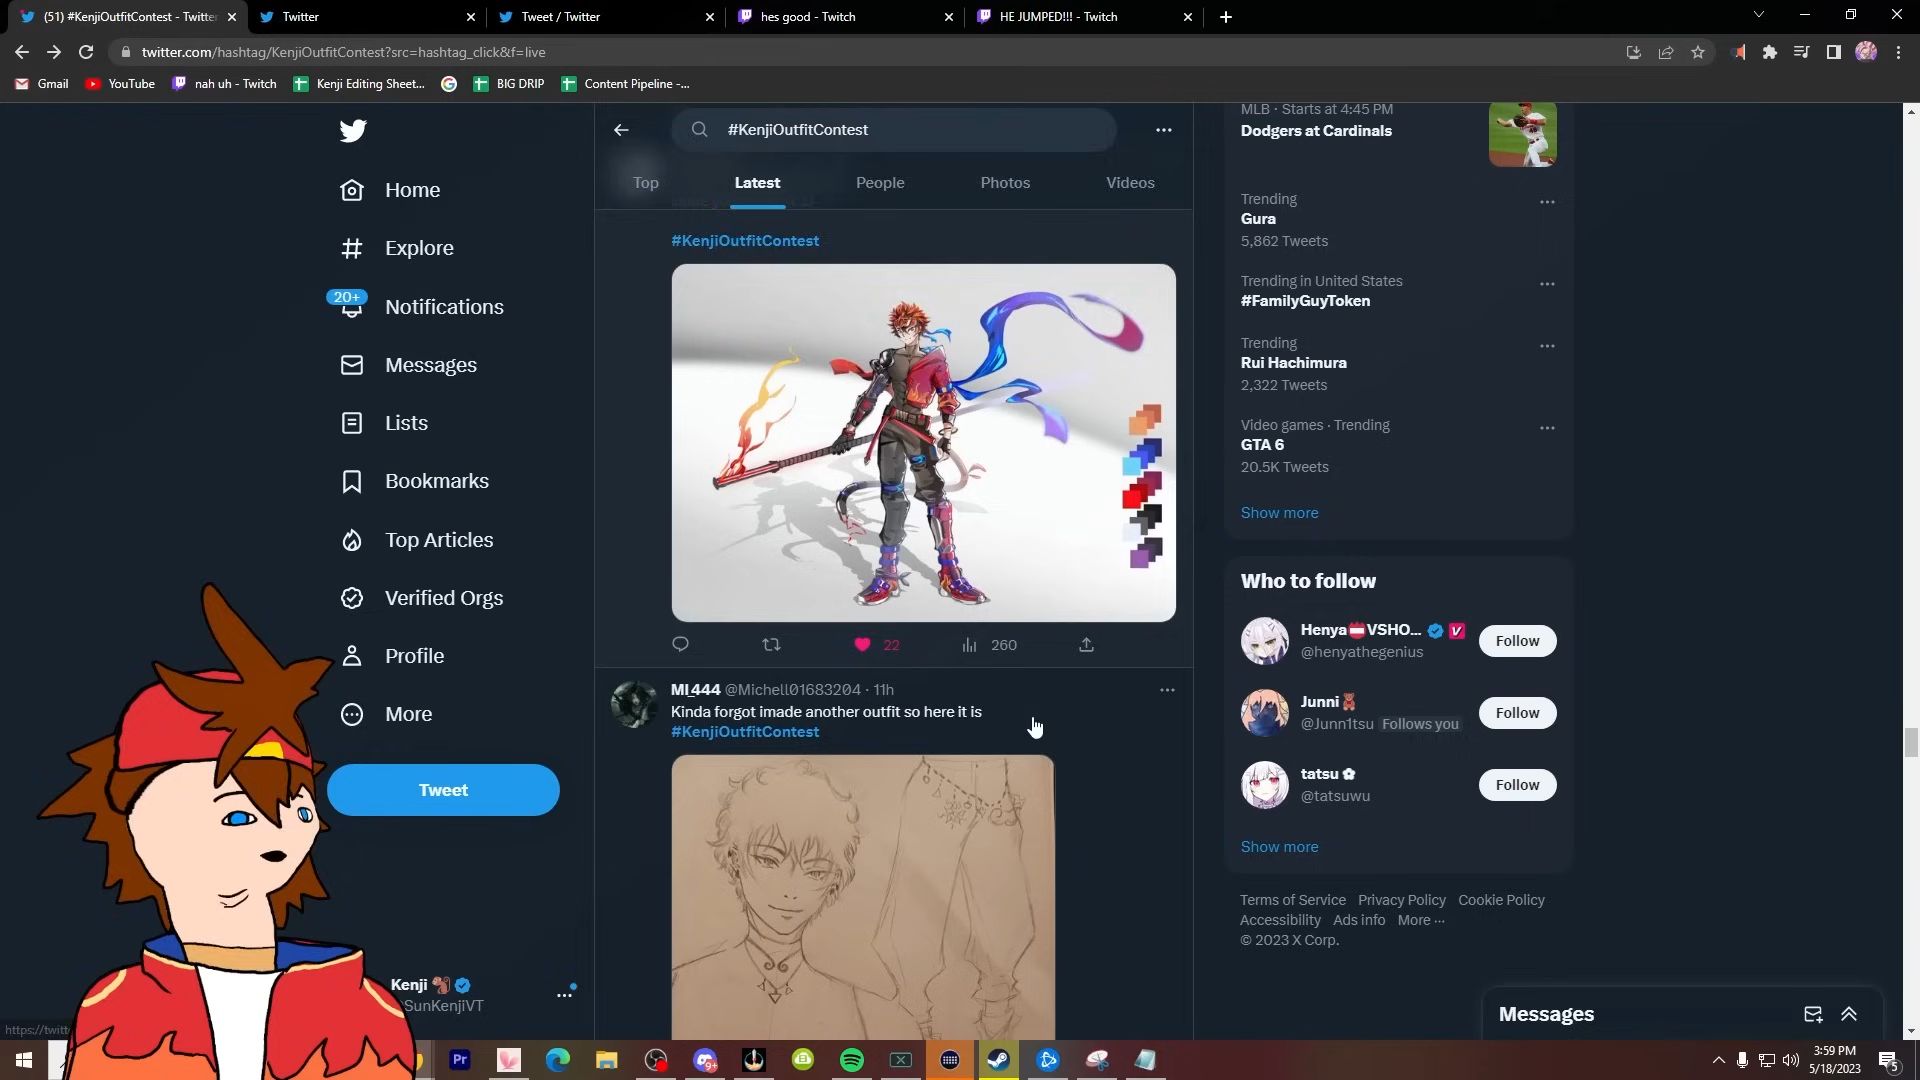 (51) #KenjiOutfitContest - Twitter
Twitter
Tweet / Twitter
hes good - Twitch
HE JUMPED!!! - Twitch
twitter.com/hashtag/KenjiOutfitContest?src=hashtag_click&f=live
Gmail
YouTube
nah uh - Twitch
Kenji Editing Sheet...
BIG DRIP
Content Pipeline -...
Home
Explore
20+
Notifications
Messages
Lists
Bookmarks
Top Articles
Verified Orgs
Profile
More
Tweet
Kenji
SunKenjiVT
https://twitt
#KenjiOutfitContest
Top
Latest
People
Photos
Videos
#KenjiOutfitContest
22
260
MI_444 @Michell01683204 · 11h
Kinda forgot imade another outfit so here it is
#KenjiOutfitContest
MLB · Starts at 4:45 PM
Dodgers at Cardinals
Trending
Gura
5,862 Tweets
Trending in United States
#FamilyGuyToken
Trending
Rui Hachimura
2,322 Tweets
Video games · Trending
GTA 6
20.5K Tweets
Show more
Who to follow
Henya VSHO...
@henyathegenius
Follow
Junni
@Junn1tsu Follows you
Follow
tatsu
@tatsuwu
Follow
Show more
Terms of Service Privacy Policy Cookie Policy
Accessibility Ads info More ...
© 2023 X Corp.
Messages
Pr
9+
3:59 PM
5/18/2023
5